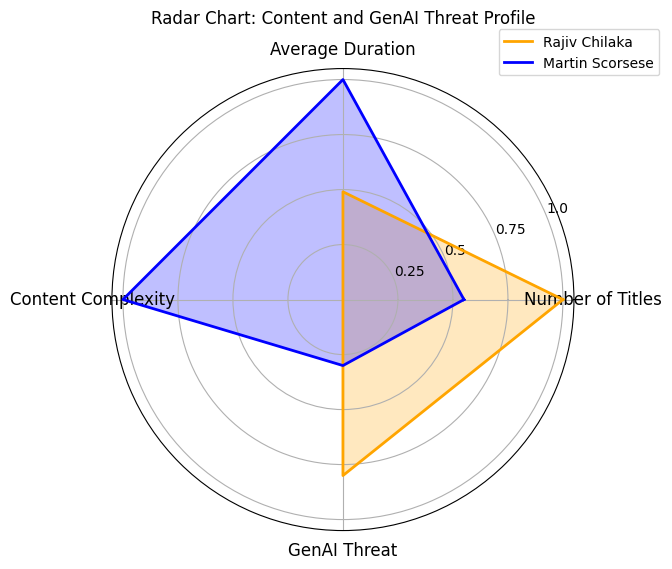 Radar Chart: Content and GenAI Threat Profile
Rajiv Chilaka
Martin Scorsese
Average Duration
1.0
0.75
0.5
0.25
Content Complexity
Number of Titles
GenAI Threat